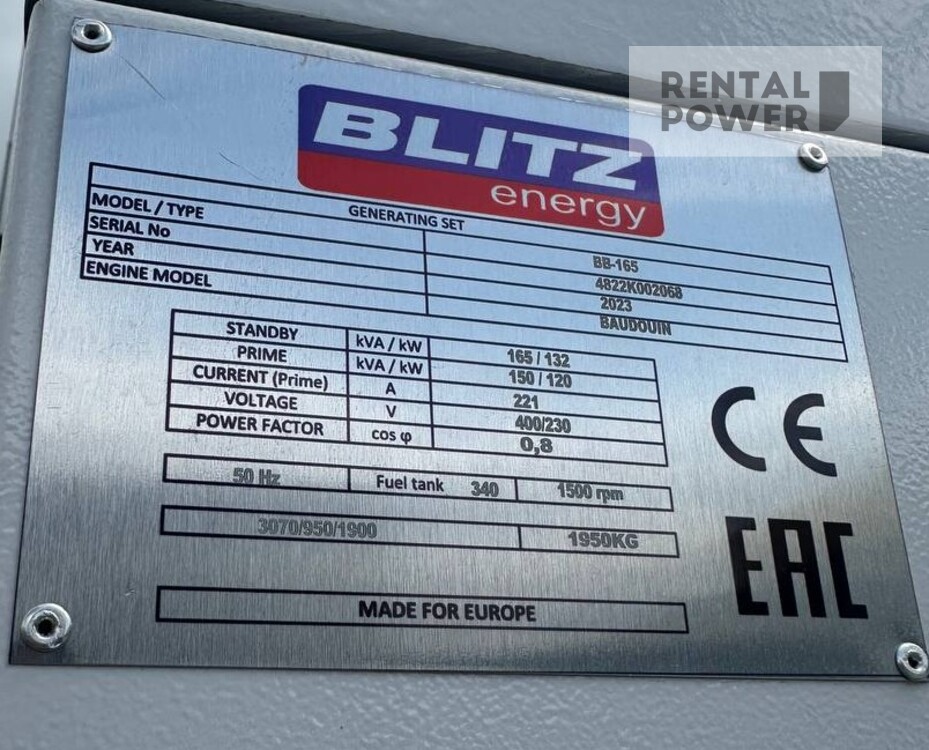 RENTAL
POWER
BLITZ
energy
GENERATING SET
MODEL / TYPE BB-165
SERIAL No 4822K002068
YEAR 2023
ENGINE MODEL BAUDOUIN
STANDBY kVA / kW 165 / 132
PRIME kVA / kW 150 / 120
CURRENT (Prime) A 221
VOLTAGE V 400/230
POWER FACTOR cos φ 0,8
50 Hz Fuel tank 340 1500 rpm
3070/950/1900 1950KG
MADE FOR EUROPE
CE
EAC